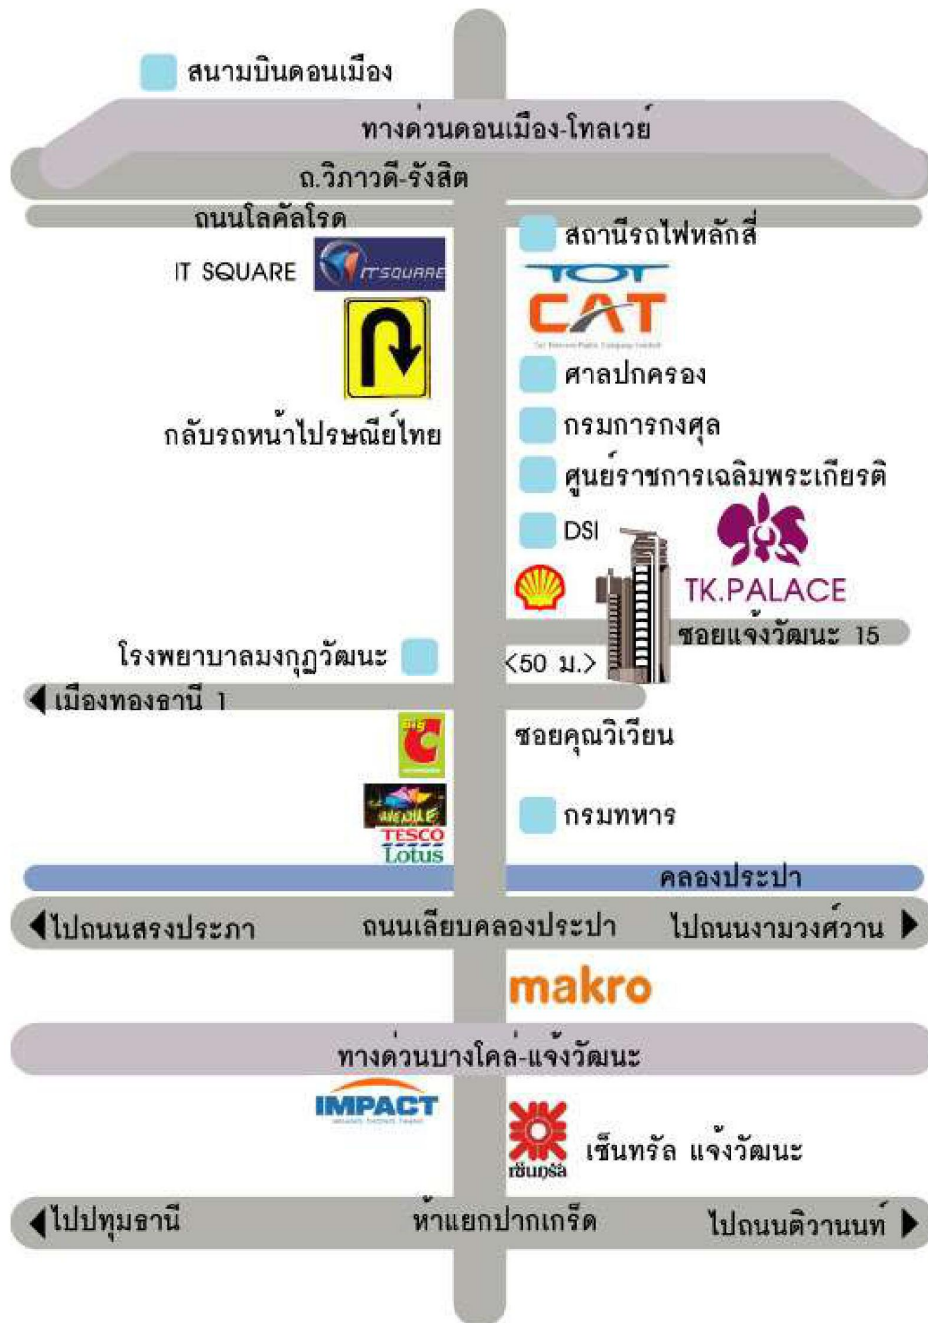 สนามบินดอนเมือง
ทางด่วนดอนเมือง-โทลเวย์
ถ.วิภาวดี-รังสิต
ถนนโลคัลโรด
สถานีรถไฟหลักสี่
IT SQUARE
ITSQUARE
TOT
CAT
ศาลปกครอง
กรมการกงศุล
กลับรถหน้าไปรษณีย์ไทย
ศูนย์ราชการเฉลิมพระเกียรติ
DSI
TK.PALACE
ซอยแจ้งวัฒนะ 15
โรงพยาบาลมงกุฎวัฒนะ
<50 ม.>
เมืองทองธานี 1
Big C
ซอยคุณวิเวียน
AVENUE
กรมทหาร
TESCO
Lotus
คลองประปา
ไปถนนสรงประภา
ถนนเลียบคลองประปา
ไปถนนงามวงศ์วาน
makro
ทางด่วนบางโคล่-แจ้งวัฒนะ
IMPACT
เซ็นทรัล
เซ็นทรัล แจ้งวัฒนะ
ไปปทุมธานี
ห้าแยกปากเกร็ด
ไปถนนติวานนท์